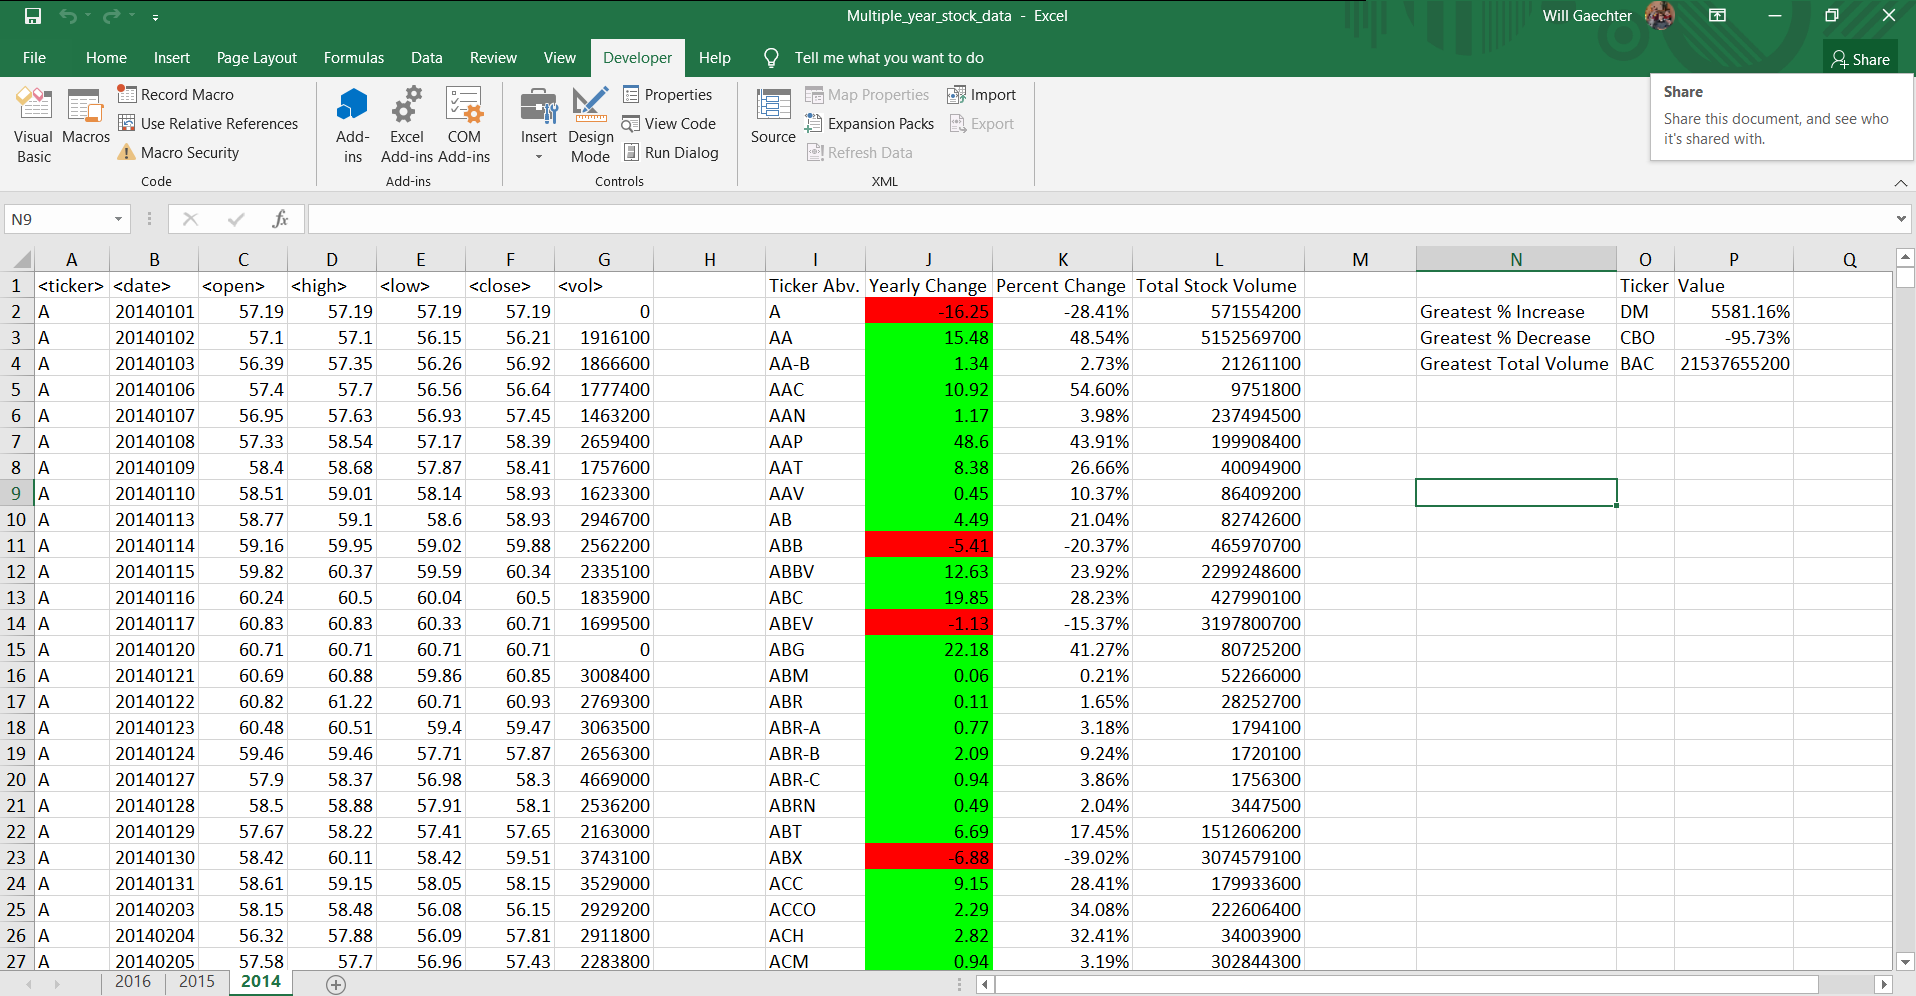 Multiple_year_stock_data - Excel
Will Gaechter
File Home Insert Page Layout Formulas Data Review View Developer Help Tell me what you want to do
Share
Share
Share this document, and see who
it's shared with.
Visual
Basic
Macros
Record Macro
Use Relative References
Macro Security
Code
Add-
ins
Excel
Add-ins
COM
Add-ins
Add-ins
Insert
Design
Mode
Properties
View Code
Run Dialog
Controls
Source
Map Properties
Expansion Packs
Refresh Data
Import
Export
XML
N9
fx
A B C D E F G H I J K L M N O P Q
1 <ticker> <date> <open> <high> <low> <close> <vol> Ticker Abv. Yearly Change Percent Change Total Stock Volume Ticker Value
2 A 20140101 57.19 57.19 57.19 57.19 0 A -16.25 -28.41% 571554200 Greatest % Increase DM 5581.16%
3 A 20140102 57.1 57.1 56.15 56.21 1916100 AA 15.48 48.54% 5152569700 Greatest % Decrease CBO -95.73%
4 A 20140103 56.39 57.35 56.26 56.92 1866600 AA-B 1.34 2.73% 21261100 Greatest Total Volume BAC 21537655200
5 A 20140106 57.4 57.7 56.56 56.64 1777400 AAC 10.92 54.60% 9751800
6 A 20140107 56.95 57.63 56.93 57.45 1463200 AAN 1.17 3.98% 237494500
7 A 20140108 57.33 58.54 57.17 58.39 2659400 AAP 48.6 43.91% 199908400
8 A 20140109 58.4 58.68 57.87 58.41 1757600 AAT 8.38 26.66% 40094900
9 A 20140110 58.51 59.01 58.14 58.93 1623300 AAV 0.45 10.37% 86409200
10 A 20140113 58.77 59.1 58.6 58.93 2946700 AB 4.49 21.04% 82742600
11 A 20140114 59.16 59.95 59.02 59.88 2562200 ABB -5.41 -20.37% 465970700
12 A 20140115 59.82 60.37 59.59 60.34 2335100 ABBV 12.63 23.92% 2299248600
13 A 20140116 60.24 60.5 60.04 60.5 1835900 ABC 19.85 28.23% 427990100
14 A 20140117 60.83 60.83 60.33 60.71 1699500 ABEV -1.13 -15.37% 3197800700
15 A 20140120 60.71 60.71 60.71 60.71 0 ABG 22.18 41.27% 80725200
16 A 20140121 60.69 60.88 59.86 60.85 3008400 ABM 0.06 0.21% 52266000
17 A 20140122 60.82 61.22 60.71 60.93 2769300 ABR 0.11 1.65% 28252700
18 A 20140123 60.48 60.51 59.4 59.47 3063500 ABR-A 0.77 3.18% 1794100
19 A 20140124 59.46 59.46 57.71 57.87 2656300 ABR-B 2.09 9.24% 1720100
20 A 20140127 57.9 58.37 56.98 58.3 4669000 ABR-C 0.94 3.86% 1756300
21 A 20140128 58.5 58.88 57.91 58.1 2536200 ABRN 0.49 2.04% 3447500
22 A 20140129 57.67 58.22 57.41 57.65 2163000 ABT 6.69 17.45% 1512606200
23 A 20140130 58.42 60.11 58.42 59.51 3743100 ABX -6.88 -39.02% 3074579100
24 A 20140131 58.61 59.15 58.05 58.15 3529000 ACC 9.15 28.41% 179933600
25 A 20140203 58.15 58.48 56.08 56.15 2929200 ACCO 2.29 34.08% 222606400
26 A 20140204 56.32 57.88 56.09 57.81 2911800 ACH 2.82 32.41% 34003900
27 A 20140205 57.58 57.7 56.96 57.43 2283800 ACM 0.94 3.19% 302844300
2016 2015 2014